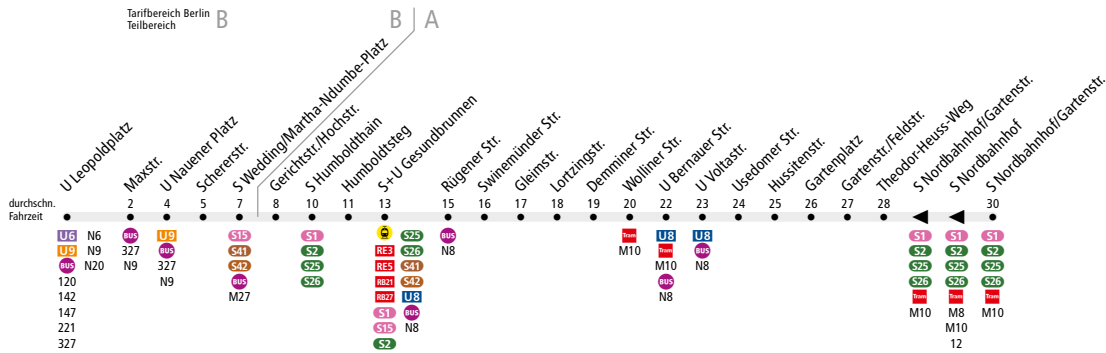 Tarifbereich Berlin
Teilbereich
B
B
A
U Leopoldplatz
Maxstr.
U Nauener Platz
Schererstr.
S Wedding/Martha-Ndumbe-Platz
Gerichtstr./Hochstr.
S Humboldthain
Humboldtsteg
S+U Gesundbrunnen
Rügener Str.
Swinemünder Str.
Gleimstr.
Lortzingstr.
Demminer Str.
Wolliner Str.
U Bernauer Str.
U Voltastr.
Usedomer Str.
Hussitenstr.
Gartenplatz
Gartenstr./Feldstr.
Theodor-Heuss-Weg
S Nordbahnhof/Gartenstr.
S Nordbahnhof
S Nordbahnhof/Gartenstr.
durchschn.
Fahrzeit
2 4 5 7 8 10 11 13 15 16 17 18 19 20 22 23 24 25 26 27 28 30
U6 N6
U9 N9
BUS N20
120
142
147
221
327
BUS
327
N9
U9
BUS
327
N9
S15
S41
S42
BUS
M27
S1
S2
S25
S26
S25
RE3 S26
RE5 S41
RB21 S42
RB27 U8
S1 BUS
S15 N8
S2
BUS
N8
Tram
M10
U8
Tram
M10
BUS
N8
U8
BUS
N8
S1
S2
S25
S26
Tram
M10
S1
S2
S25
S26
Tram
M8
M10
12
S1
S2
S25
S26
Tram
M10